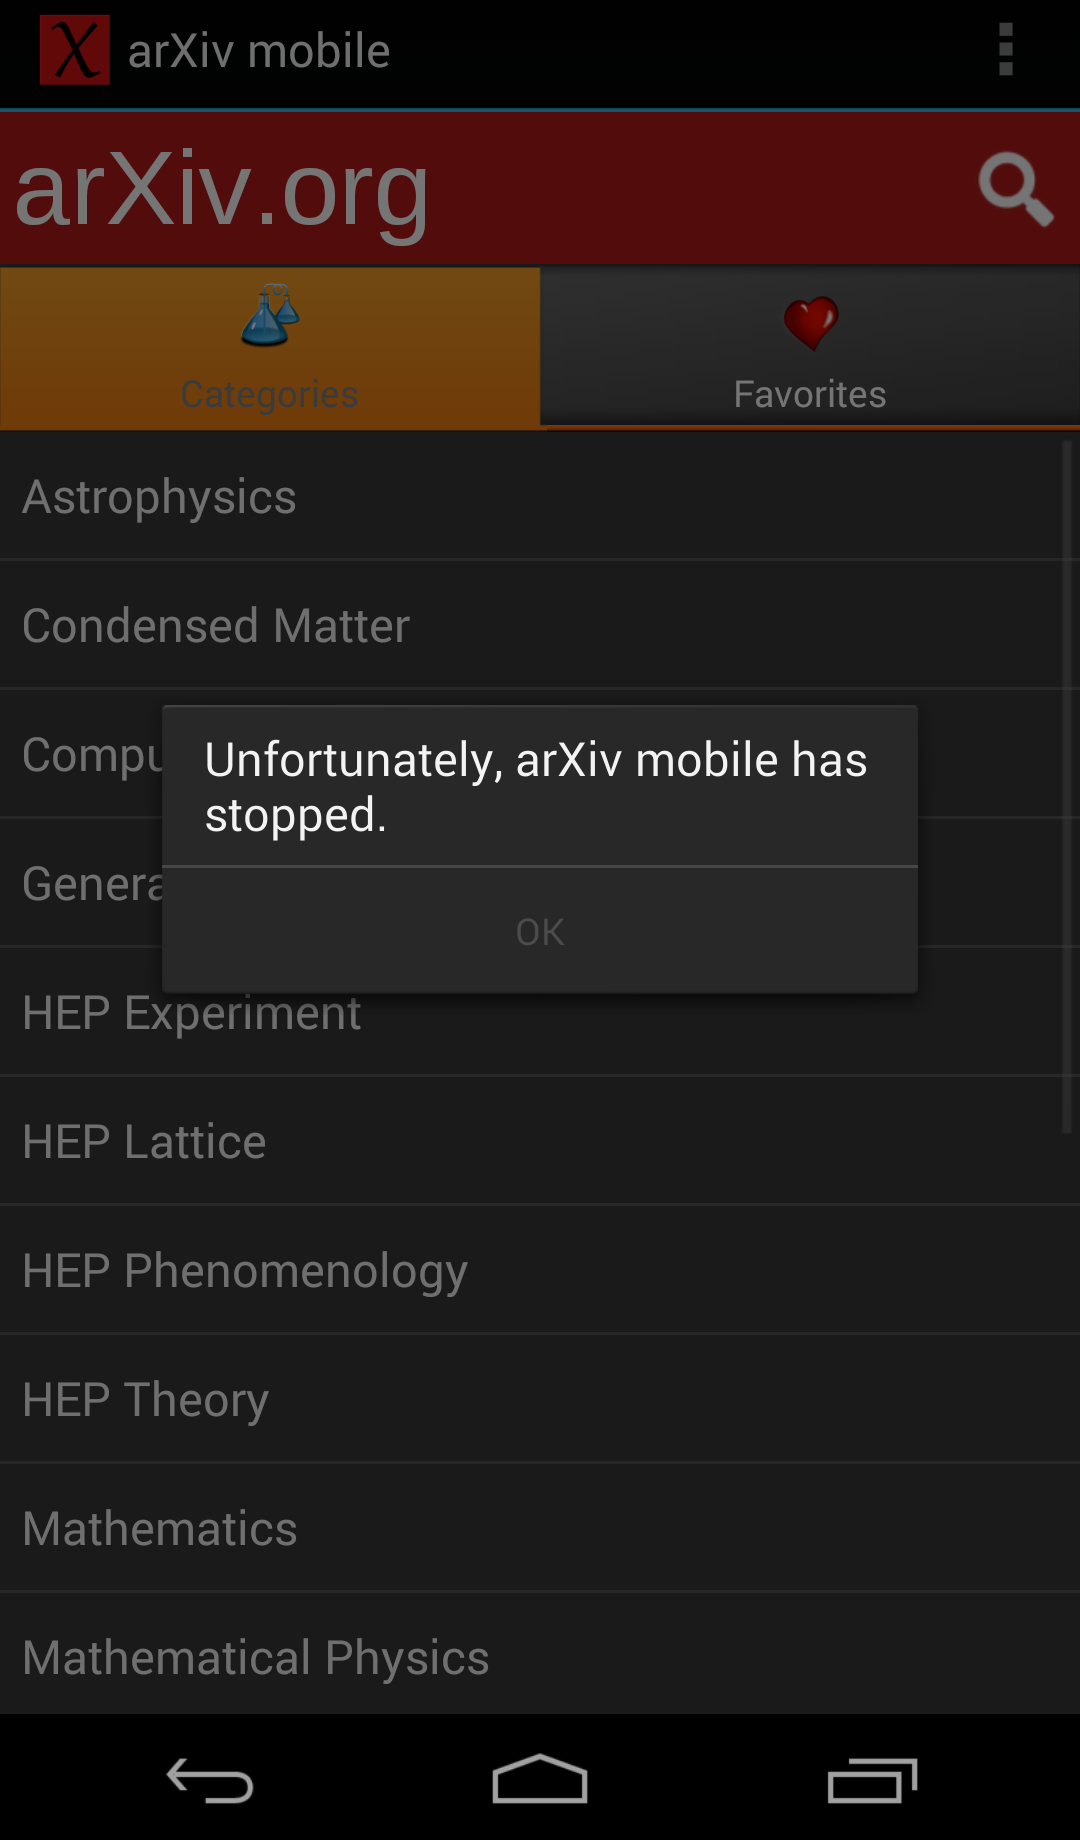 arXiv mobile
arXiv.org
Categories
Favorites
Astrophysics
Condensed Matter
Compu
Genera
Unfortunately, arXiv mobile has
stopped.
OK
HEP Experiment
HEP Lattice
HEP Phenomenology
HEP Theory
Mathematics
Mathematical Physics